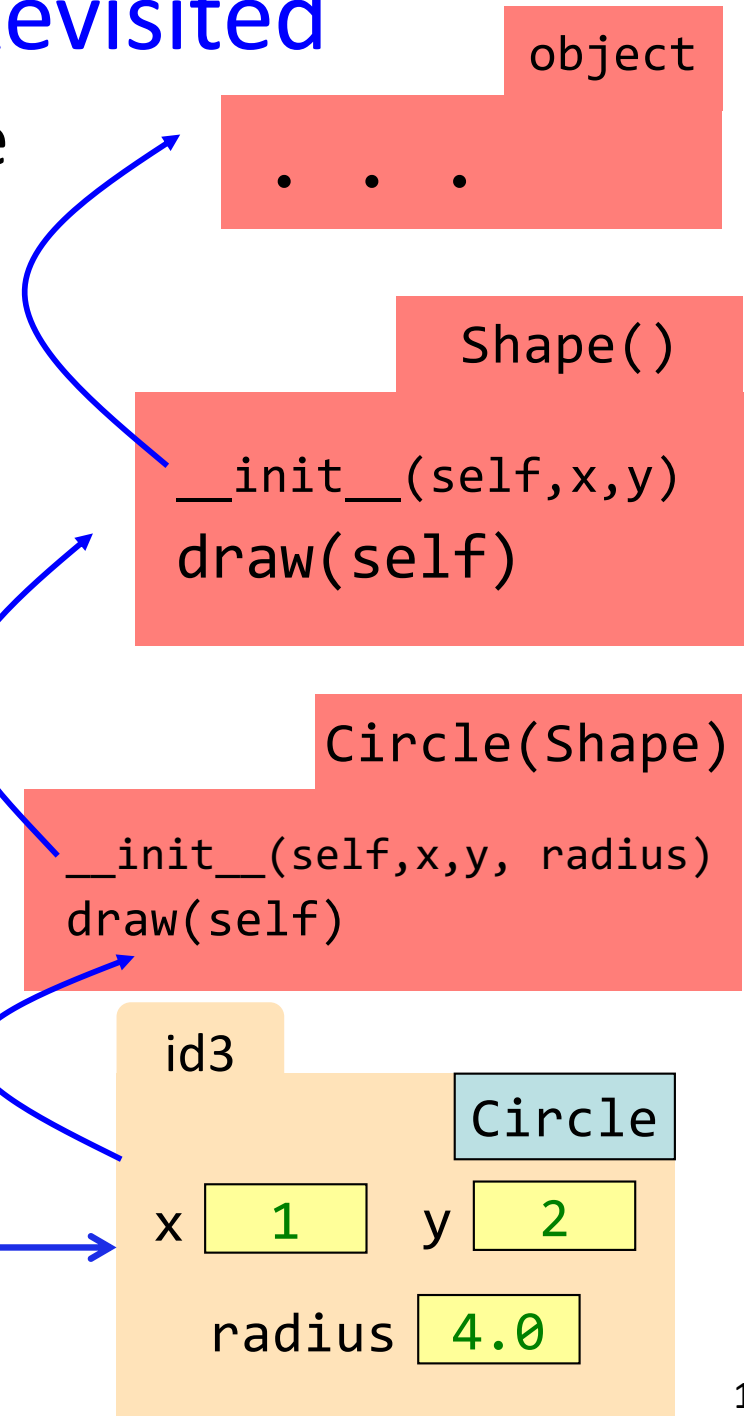 evisited
e
object
. . .
Shape()
__init__(self,x,y)
draw(self)
Circle(Shape)
__init__(self,x,y, radius)
draw(self)
id3
Circle
x 1 y 2
radius 4.0
1